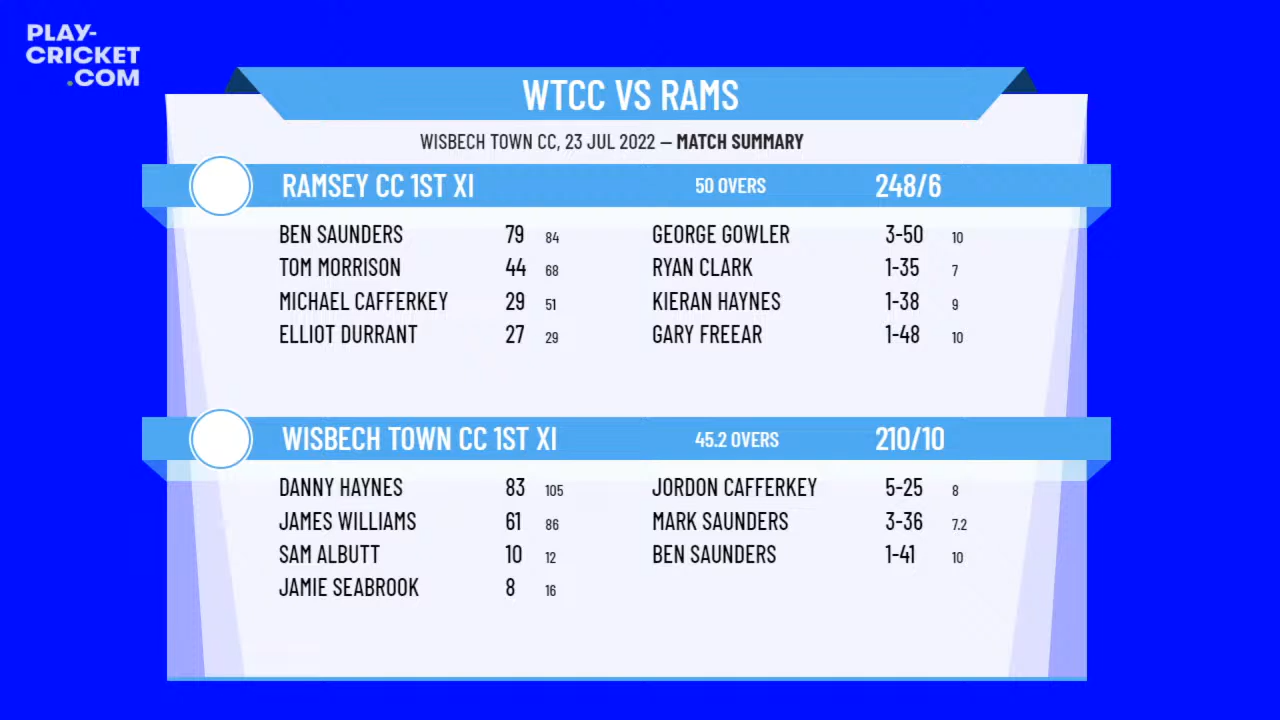 PLAY-
CRICKET
.COM
WTCC VS RAMS
WISBECH TOWN CC, 23 JUL 2022 – MATCH SUMMARY
RAMSEY CC 1ST XI 50 OVERS 248/6
BEN SAUNDERS 79 84 GEORGE GOWLER 3-50 10
TOM MORRISON 44 68 RYAN CLARK 1-35 7
MICHAEL CAFFERKEY 29 51 KIERAN HAYNES 1-38 9
ELLIOT DURRANT 27 29 GARY FREEAR 1-48 10
WISBECH TOWN CC 1ST XI 45.2 OVERS 210/10
DANNY HAYNES 83 105 JORDON CAFFERKEY 5-25 8
JAMES WILLIAMS 61 86 MARK SAUNDERS 3-36 7.2
SAM ALBUTT 10 12 BEN SAUNDERS 1-41 10
JAMIE SEABROOK 8 16